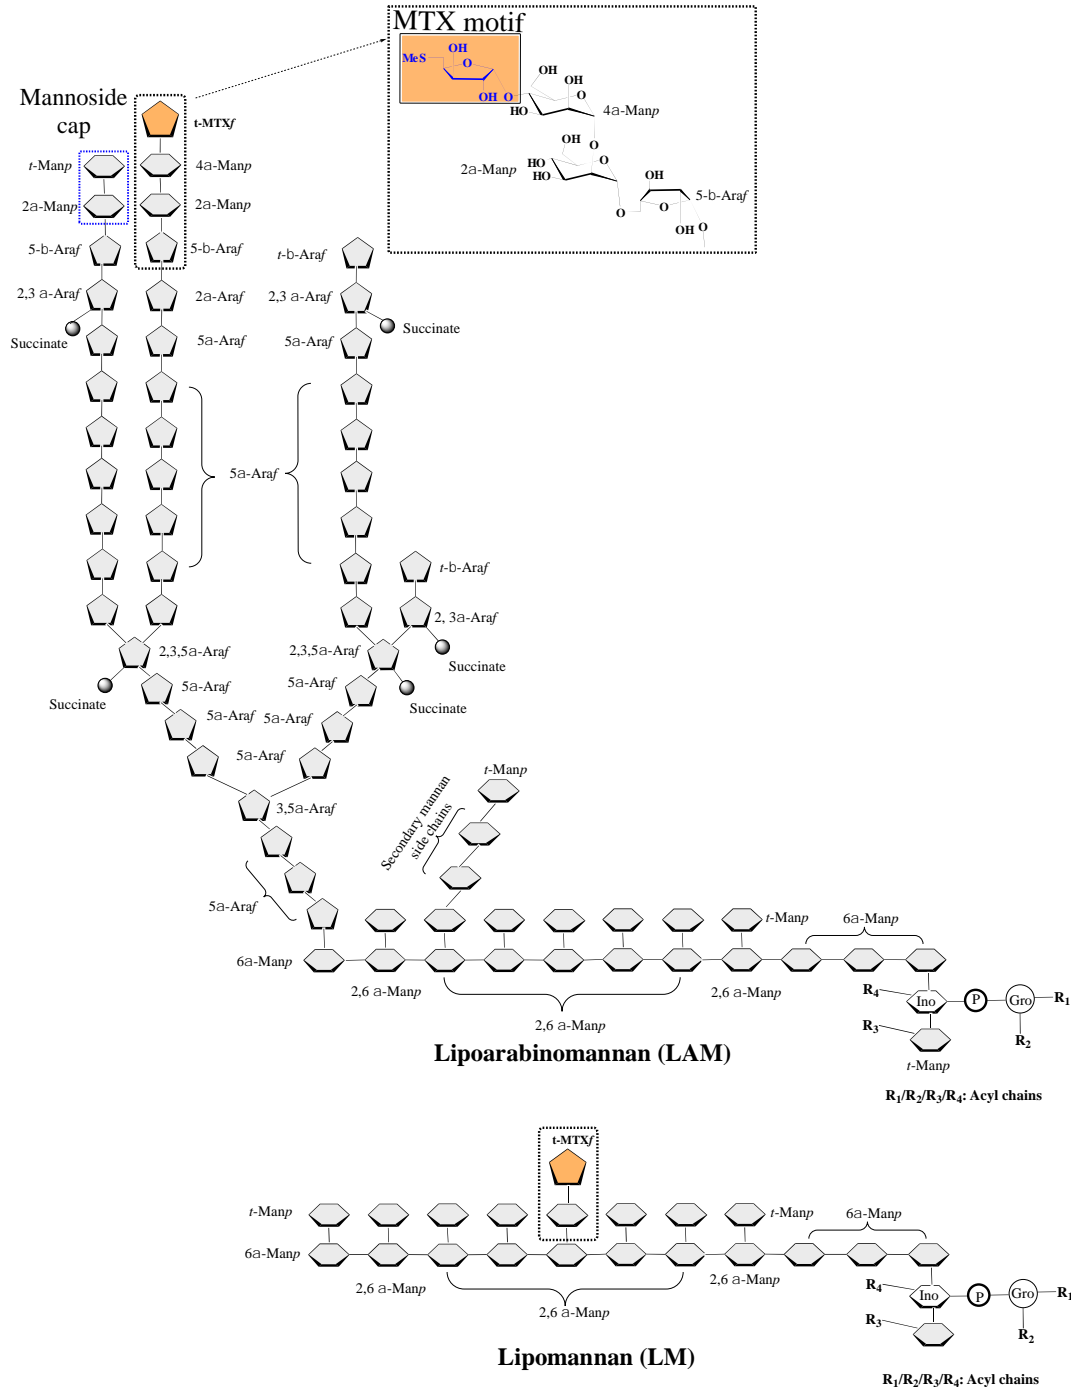 MTX motif
OH
MeS
O
OH
O
OH
OH
O
HO
4a-Manp
O
OH
2a-Manp
HO
HO
O
OH
5-b-Araf
O
O
OH
O
Mannoside
cap
t-MTXf
t-Manp
4a-Manp
2a-Manp
2a-Manp
5-b-Araf
5-b-Araf
t-b-Araf
2,3 a-Araf
2a-Araf
2,3 a-Araf
Succinate
Succinate
5a-Araf
5a-Araf
5a-Araf
t-b-Araf
2, 3a-Araf
2,3,5a-Araf
2,3,5a-Araf
Succinate
5a-Araf
5a-Araf
Succinate
Succinate
5a-Araf
5a-Araf
5a-Araf
t-Manp
3,5a-Araf
Secondary mannan
side chains
5a-Araf
t-Manp
6a-Manp
6a-Manp
2,6 a-Manp
2,6 a-Manp
R4
Ino
P
Gro
R1
2,6 a-Manp
R3
R2
Lipoarabinomannan (LAM)
t-Manp
R1/R2/R3/R4: Acyl chains
t-MTXf
t-Manp
t-Manp
6a-Manp
6a-Manp
2,6 a-Manp
2,6 a-Manp
R4
Ino
P
Gro
R1
2,6 a-Manp
R3
R2
Lipomannan (LM)
R1/R2/R3/R4: Acyl chains